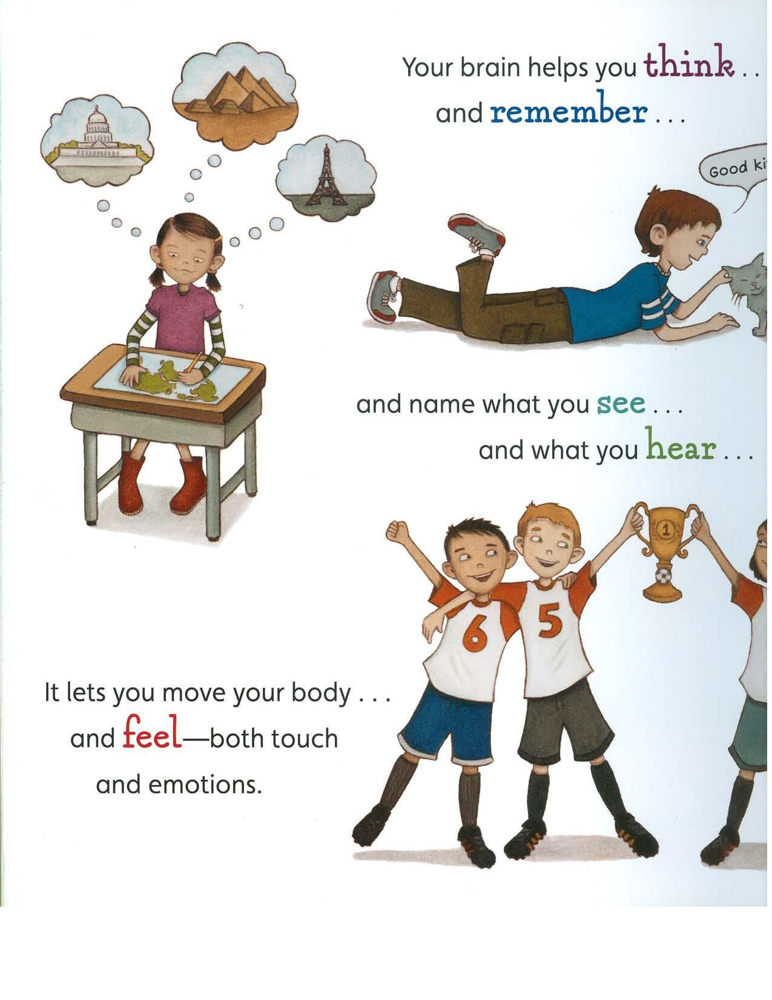 Your brain helps you think . .
and remember . . .
Good
and name what you see . . .
and what you hear . . .
1
6 5
It lets you move your body . . .
and feel—both touch
and emotions.